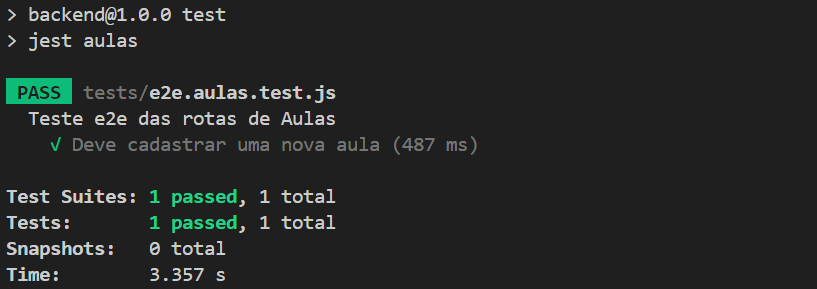 > backend@1.0.0 test
> jest aulas
PASS tests/e2e.aulas.test.js
Teste e2e das rotas de Aulas
√ Deve cadastrar uma nova aula (487 ms)
Test Suites: 1 passed, 1 total
Tests: 1 passed, 1 total
Snapshots: 0 total
Time: 3.357 s